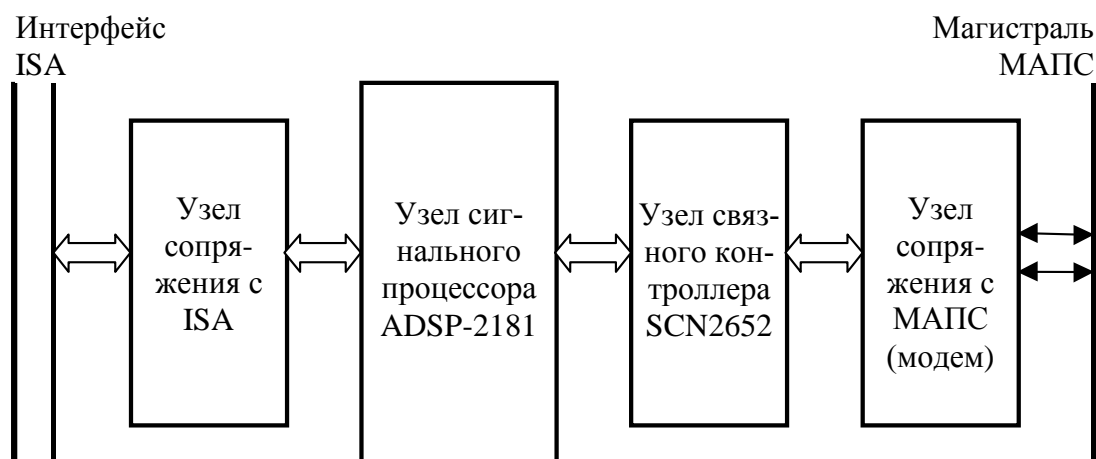 Интерфейс
ISA
Магистраль
МАПС
Узел
сопря-
жения с
ISA
Узел сиг-
нального
процессора
ADSP-2181
Узел связ-
ного кон-
троллера
SCN2652
Узел
сопря-
жения с
МАПС
(модем)